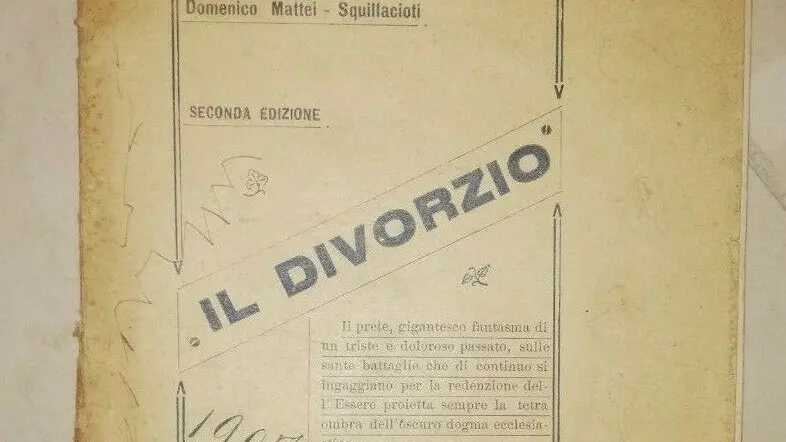 Domenico Mattei - Squillacioti
SECONDA EDIZIONE
IL DIVORZIO
Il prete, gigantesco fantasma di
un triste e doloroso passato, sulle
sante battaglie che di continuo si
ingaggiano per la redenzione del-
l' Essere proietta sempre la tetra
ombra dell'oscuro dogma ecclesia-